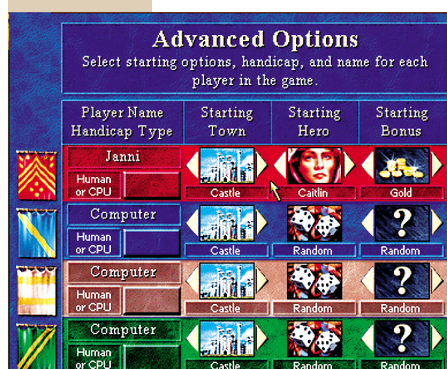 Advanced Options
Select starting options, handicap, and name for each
player in the game.
Player Name
Handicap Type
Starting
Town
Starting
Hero
Starting
Bonus
Janni
Human
or CPU
Castle
Caitlin
Gold
Computer
Human
or CPU
Castle
Random
?
Random
Computer
Human
or CPU
Castle
Random
?
Random
Computer
Human
or CPU
Castle
Random
?
Random